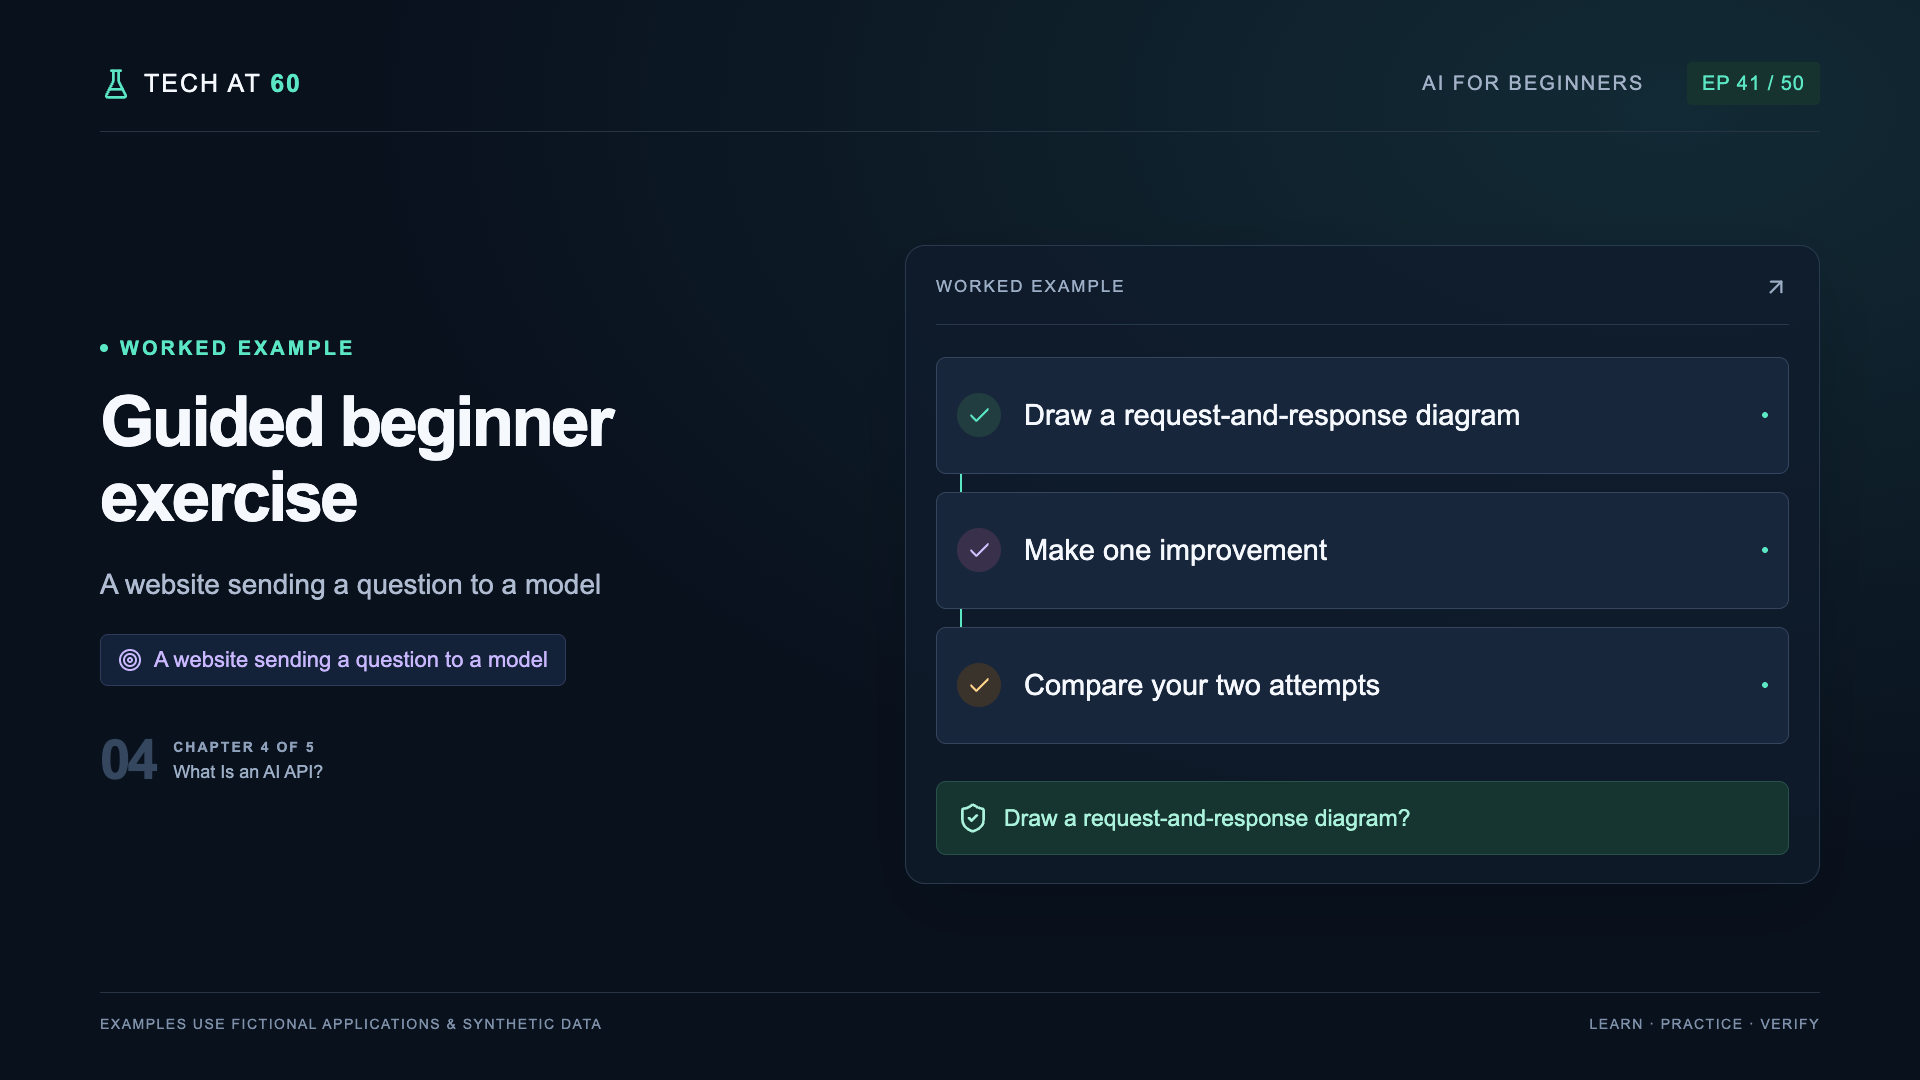 TECH AT 60
AI FOR BEGINNERS
EP 41 / 50
WORKED EXAMPLE
Guided beginner
exercise
A website sending a question to a model
A website sending a question to a model
04
CHAPTER 4 OF 5
What Is an AI API?
WORKED EXAMPLE
Draw a request-and-response diagram
Make one improvement
Compare your two attempts
Draw a request-and-response diagram?
EXAMPLES USE FICTIONAL APPLICATIONS & SYNTHETIC DATA
LEARN · PRACTICE · VERIFY